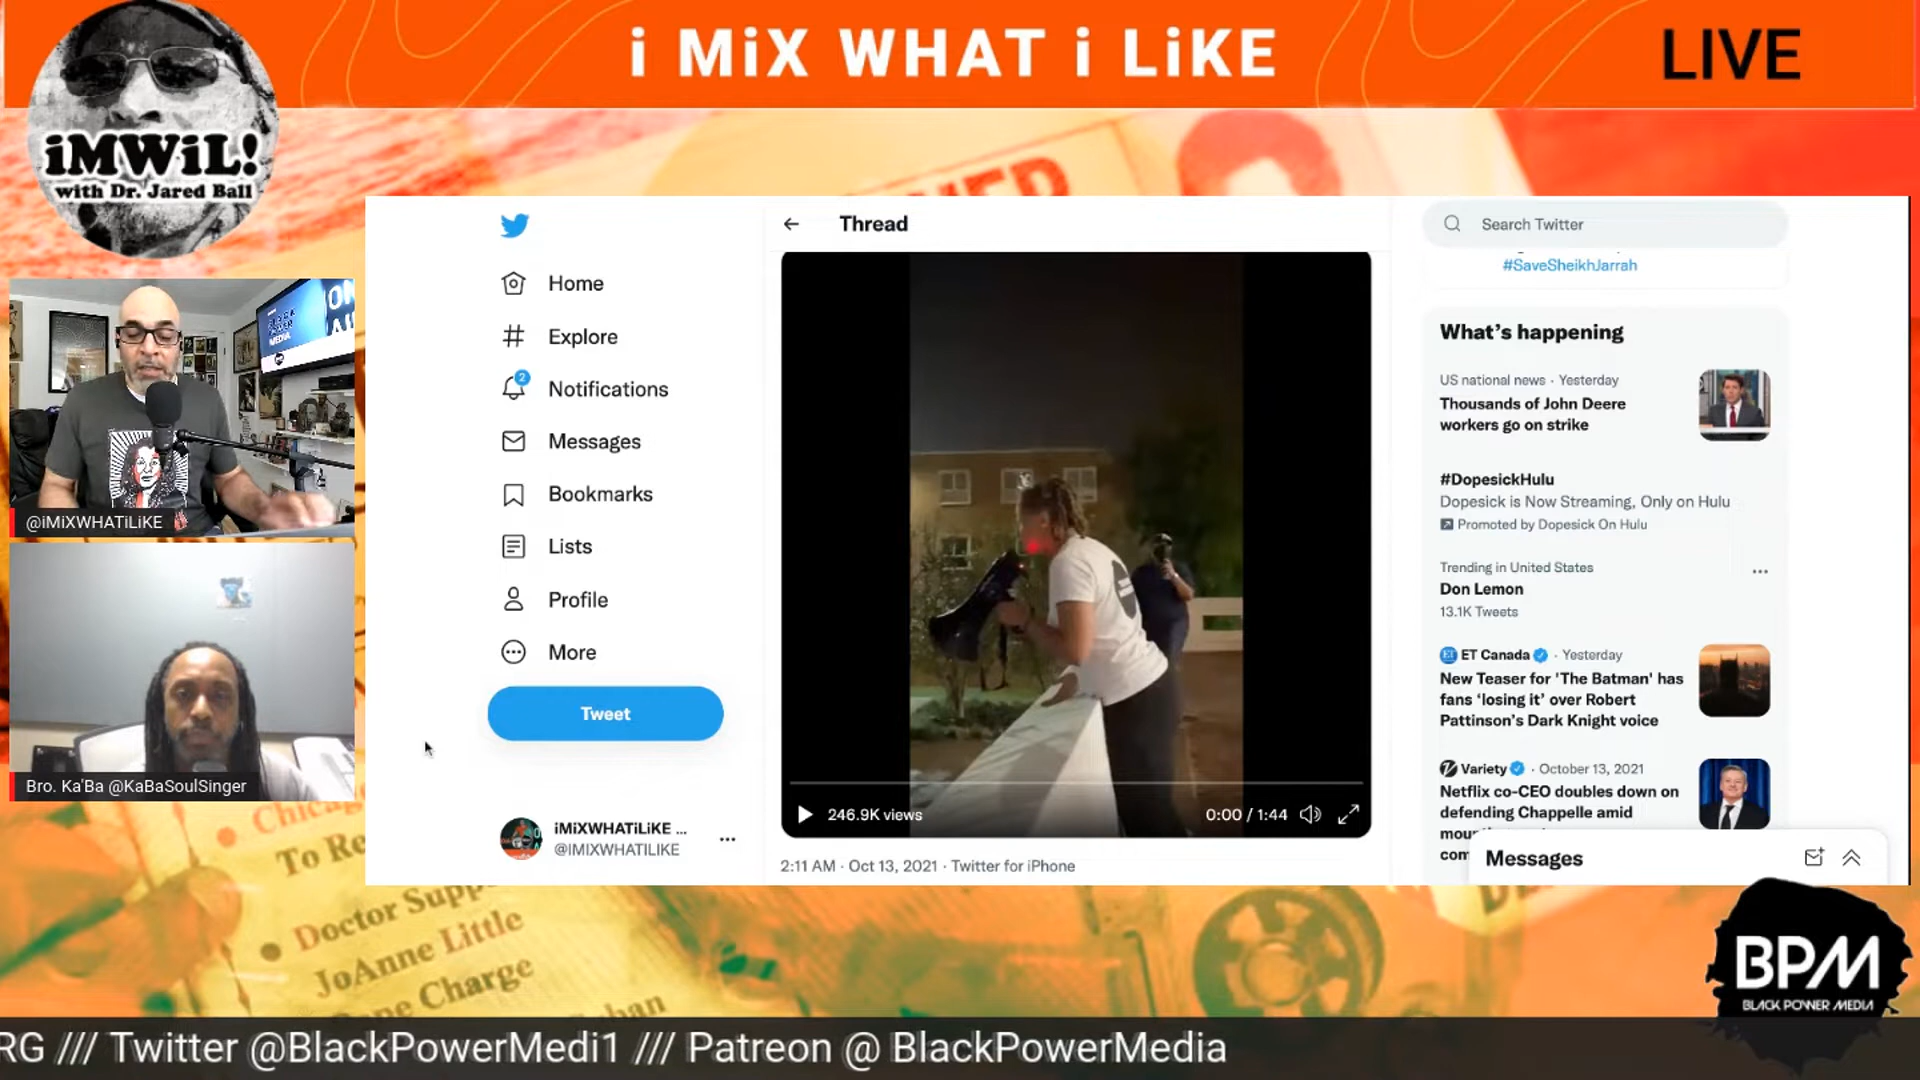 i MiX WHAT i LiKE
LIVE
iMWiL!
with Dr. Jared Ball
@iMiXWHATiLiKE
Bro. Ka'Ba @KaBaSoulSinger
Home
Explore
2
Notifications
Messages
Bookmarks
Lists
Profile
More
Tweet
iMiXWHATiLiKE ...
@IMIXWHATILIKE
Thread
246.9K views
0:00 / 1:44
2:11 AM · Oct 13, 2021 · Twitter for iPhone
Search Twitter
#SaveSheikhJarrah
What's happening
US national news · Yesterday
Thousands of John Deere
workers go on strike
#DopesickHulu
Dopesick is Now Streaming, Only on Hulu
Promoted by Dopesick On Hulu
Trending in United States
Don Lemon
13.1K Tweets
ET Canada · Yesterday
New Teaser for 'The Batman' has
fans 'losing it' over Robert
Pattinson's Dark Knight voice
Variety · October 13, 2021
Netflix co-CEO doubles down on
defending Chappelle amid
Messages
To Re
Doctor Supp
JoAnne Little
Charge
BPM
BLACK POWER MEDIA
RG /// Twitter @BlackPowerMedi1 /// Patreon @ BlackPowerMedia